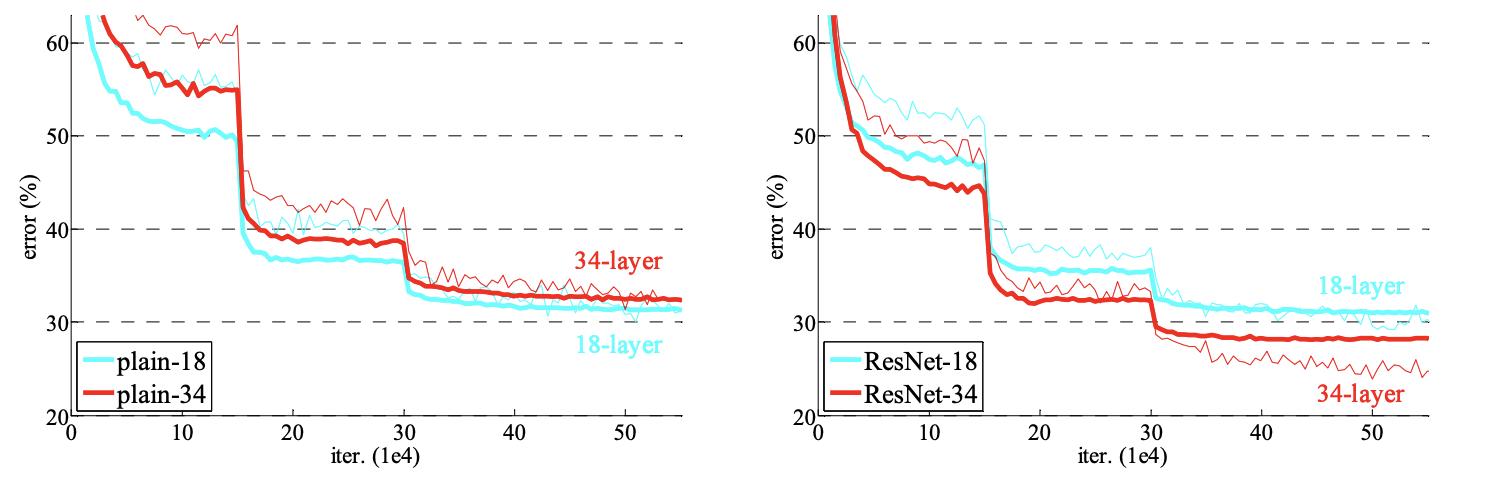 60
50
40
30
20
error (%)
34-layer
18-layer
plain-18
plain-34
0 10 20 30 40 50
iter. (1e4)
60
50
40
30
20
error (%)
18-layer
34-layer
ResNet-18
ResNet-34
0 10 20 30 40 50
iter. (1e4)